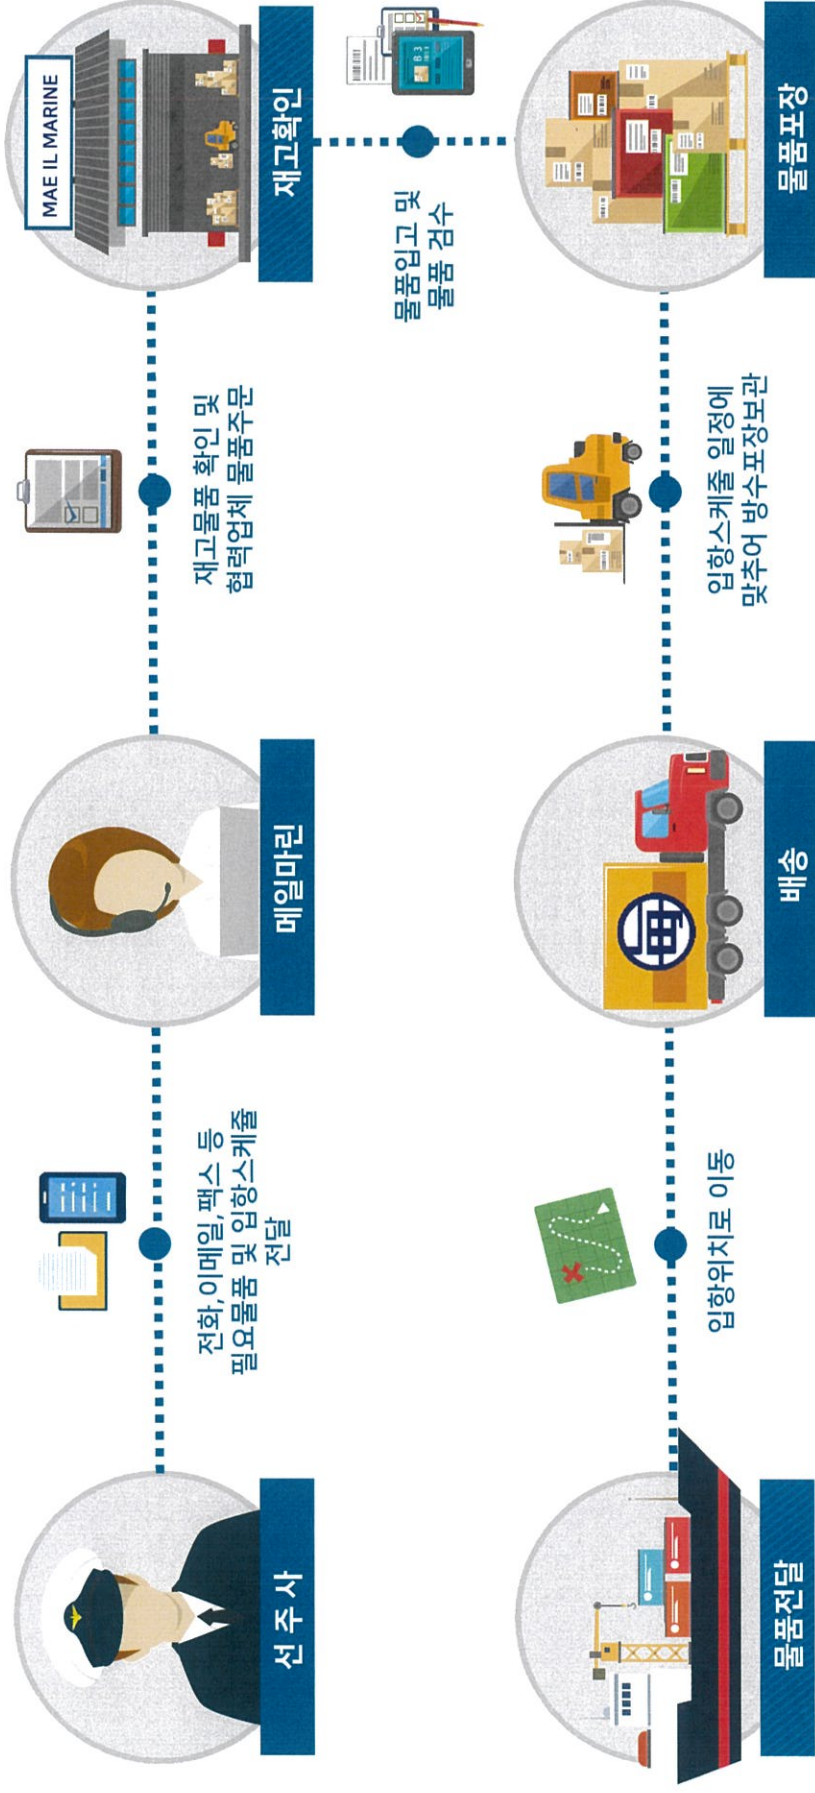 선주사
전화,이메일,팩스 등
필요물품 및 입항스케줄
전달
메일마린
재고물품 확인 및
협력업체 물품주문
MAE IL MARINE
재고확인
물품입고 및
물품 검수
B 3
물품포장
입항스케줄 일정에
맞추어 방수포장보관
배송
입항위치로 이동
물품전달